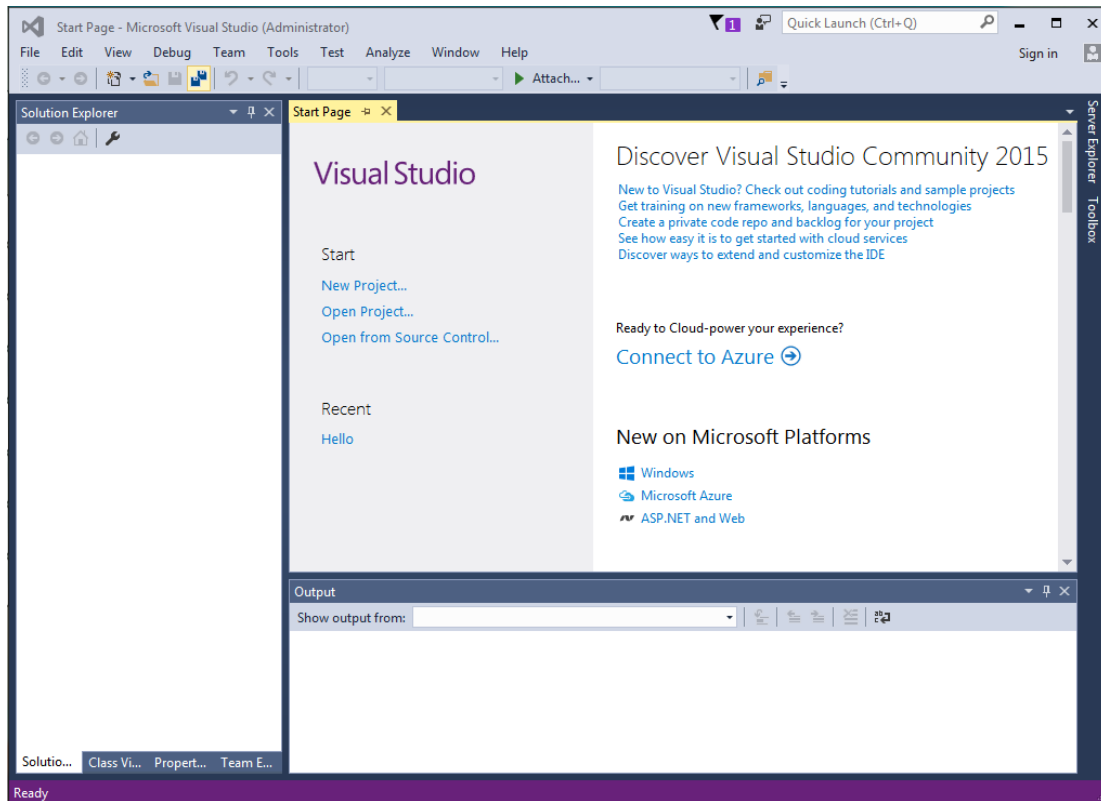 Start Page - Microsoft Visual Studio (Administrator)
1
Quick Launch (Ctrl+Q)
File Edit View Debug Team Tools Test Analyze Window Help
Sign in
Attach...
Solution Explorer
Start Page
Server Explorer
Toolbox
Visual Studio
Start
New Project...
Open Project...
Open from Source Control...
Recent
Hello
Discover Visual Studio Community 2015
New to Visual Studio? Check out coding tutorials and sample projects
Get training on new frameworks, languages, and technologies
Create a private code repo and backlog for your project
See how easy it is to get started with cloud services
Discover ways to extend and customize the IDE
Ready to Cloud-power your experience?
Connect to Azure
New on Microsoft Platforms
Windows
Microsoft Azure
ASP.NET and Web
Output
Show output from:
Solutio... Class Vi... Propert... Team E...
Ready